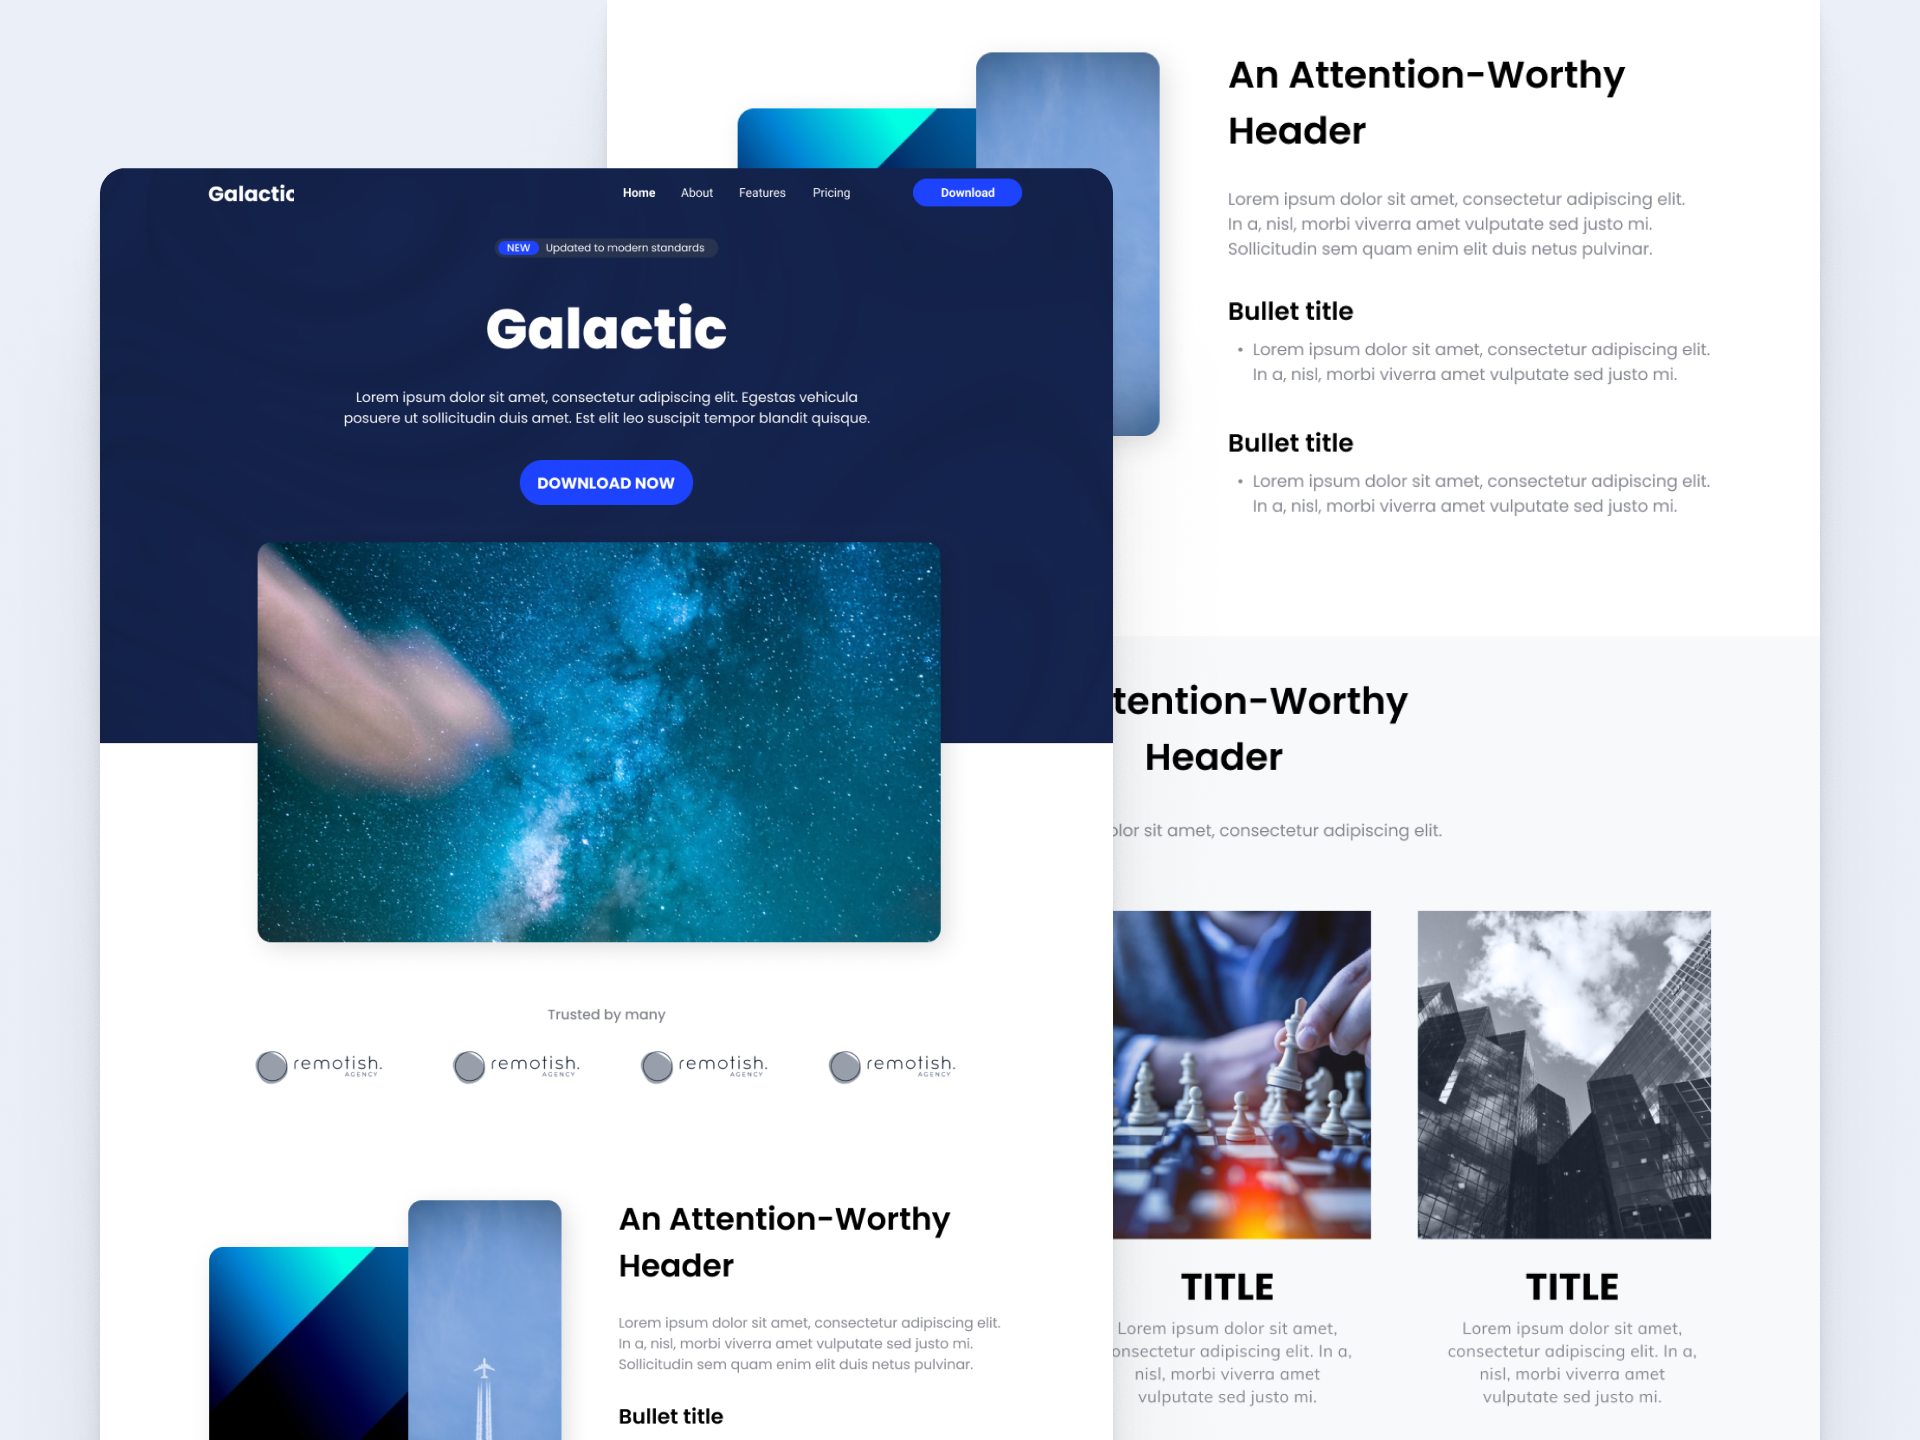 Galactic
Home
About
Features
Pricing
Download
NEW
Updated to modern standards
Galactic
Lorem ipsum dolor sit amet, consectetur adipiscing elit. Egestas vehicula
posuere ut sollicitudin duis amet. Est elit leo suscipit tempor blandit quisque.
DOWNLOAD NOW
Trusted by many
remotish.
AGENCY
remotish.
AGENCY
remotish.
AGENCY
remotish.
AGENCY
An Attention-Worthy
Header
Lorem ipsum dolor sit amet, consectetur adipiscing elit.
In a, nisl, morbi viverra amet vulputate sed justo mi.
Sollicitudin sem quam enim elit duis netus pulvinar.
Bullet title
An Attention-Worthy
Header
Lorem ipsum dolor sit amet, consectetur adipiscing elit.
In a, nisl, morbi viverra amet vulputate sed justo mi.
Sollicitudin sem quam enim elit duis netus pulvinar.
Bullet title
• Lorem ipsum dolor sit amet, consectetur adipiscing elit.
In a, nisl, morbi viverra amet vulputate sed justo mi.
Bullet title
• Lorem ipsum dolor sit amet, consectetur adipiscing elit.
In a, nisl, morbi viverra amet vulputate sed justo mi.
tention-Worthy
Header
olor sit amet, consectetur adipiscing elit.
TITLE
Lorem ipsum dolor sit amet,
onsectetur adipiscing elit. In a,
nisl, morbi viverra amet
vulputate sed justo mi.
TITLE
Lorem ipsum dolor sit amet,
consectetur adipiscing elit. In a,
nisl, morbi viverra amet
vulputate sed justo mi.